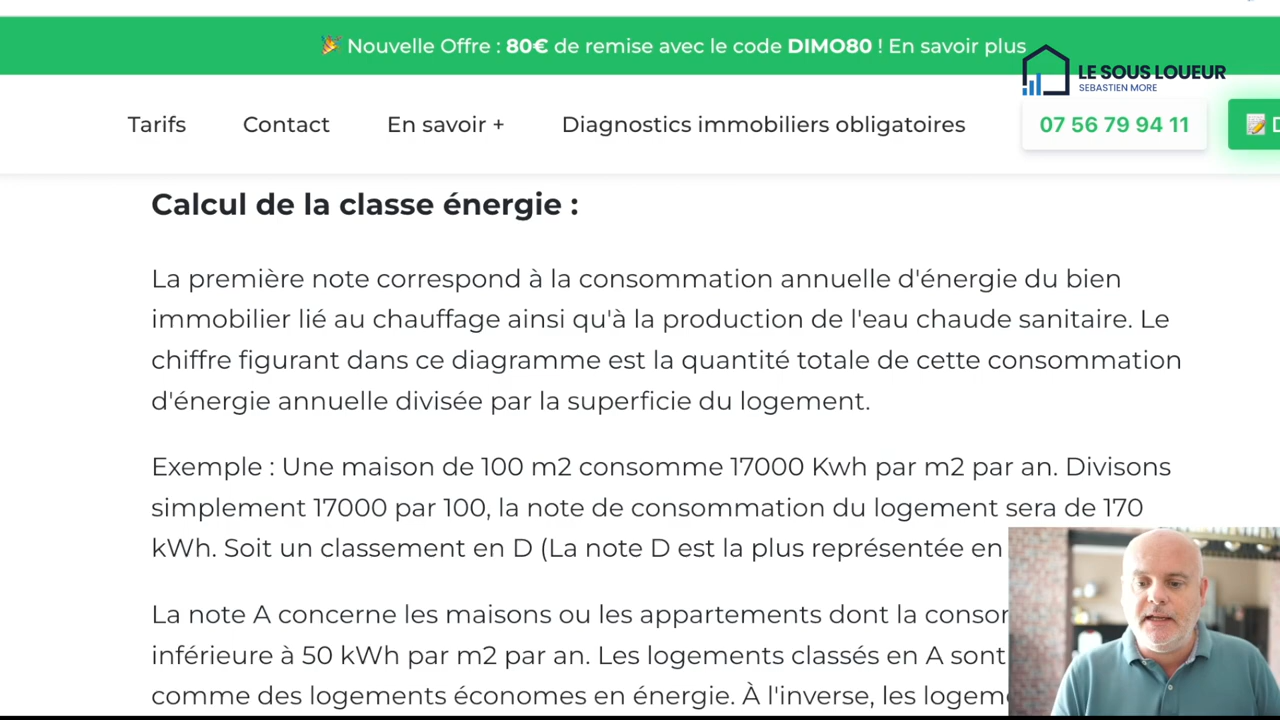 🎉 Nouvelle Offre : 80€ de remise avec le code DIMO80 ! En savoir plus
LE SOUS LOUEUR
SEBASTIEN MORE
Tarifs Contact En savoir + Diagnostics immobiliers obligatoires 07 56 79 94 11
Calcul de la classe énergie :
La première note correspond à la consommation annuelle d'énergie du bien
immobilier lié au chauffage ainsi qu'à la production de l'eau chaude sanitaire. Le
chiffre figurant dans ce diagramme est la quantité totale de cette consommation
d'énergie annuelle divisée par la superficie du logement.
Exemple : Une maison de 100 m2 consomme 17000 Kwh par m2 par an. Divisons
simplement 17000 par 100, la note de consommation du logement sera de 170
kWh. Soit un classement en D (La note D est la plus représentée en
La note A concerne les maisons ou les appartements dont la
inférieure à 50 kWh par m2 par an. Les logements classés en A sont
comme des logements économes en énergie. À l'inverse, les